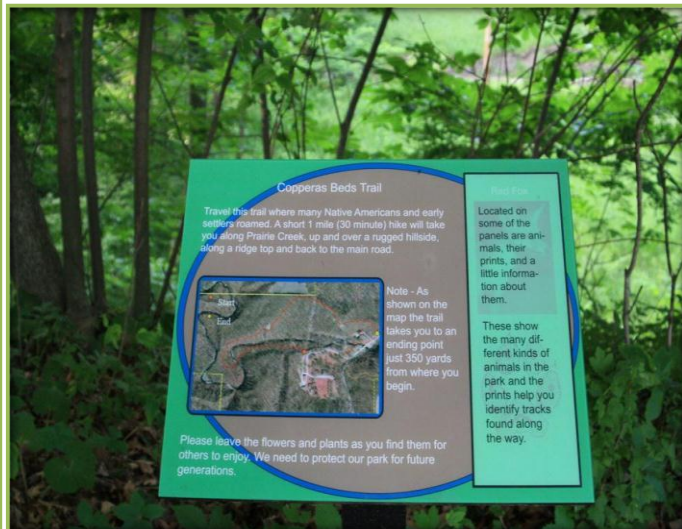 Copperas Beds Trail
Travel this trail where many Native Americans and early
settlers roamed. A short 1 mile (30 minute) hike will take
you along Prairie Creek, up and over a rugged hillside,
along a ridge top and back to the main road.
Start
End
Note - As
shown on the
map the trail
takes you to an
ending point
just 350 yards
from where you
begin.
Please leave the flowers and plants as you find them for
others to enjoy. We need to protect our park for future
generations.
Red Fox
Located on
some of the
panels are ani-
mals, their
prints, and a
little informa-
tion about
them.
These show
the many dif-
ferent kinds of
animals in the
park and the
prints help you
identify tracks
found along
the way.